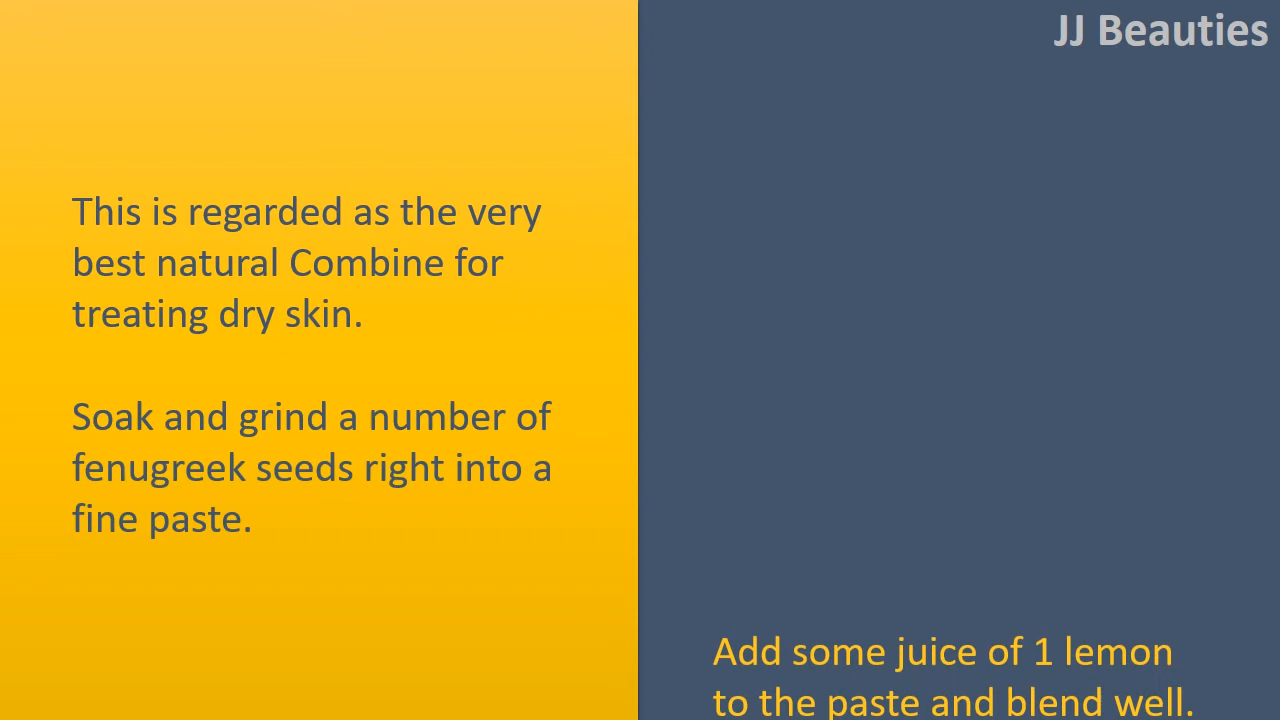 JJ Beauties
This is regarded as the very
best natural Combine for
treating dry skin.
Soak and grind a number of
fenugreek seeds right into a
fine paste.
Add some juice of 1 lemon
to the paste and blend well.